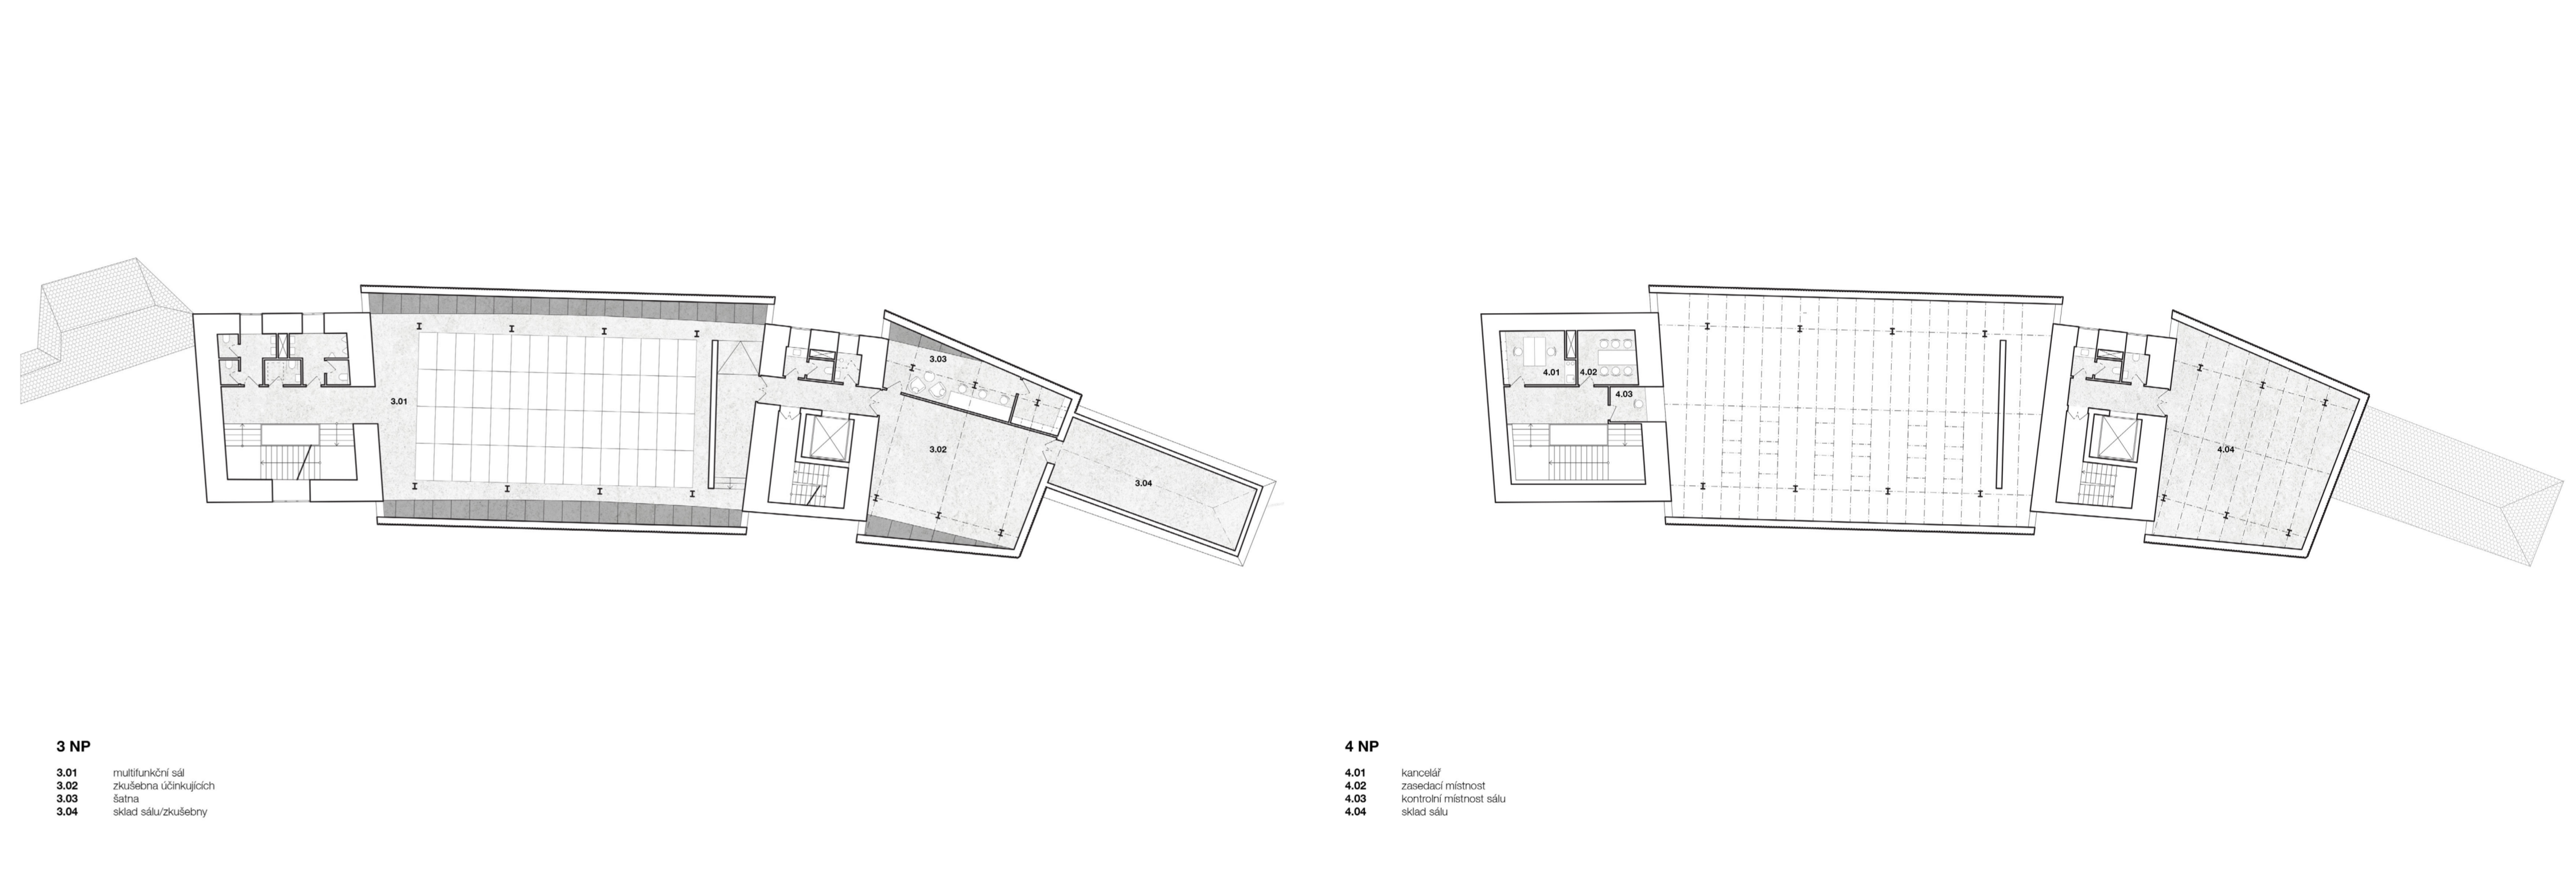 3.03
3.01
3.02
3.04
4.01
4.02
4.03
4.04
3 NP
3.01 multifunkční sál
3.02 zkušebna účinkujících
3.03 šatna
3.04 sklad sálu/zkušebny
4 NP
4.01 kancelář
4.02 zasedací místnost
4.03 kontrolní místnost sálu
4.04 sklad sálu